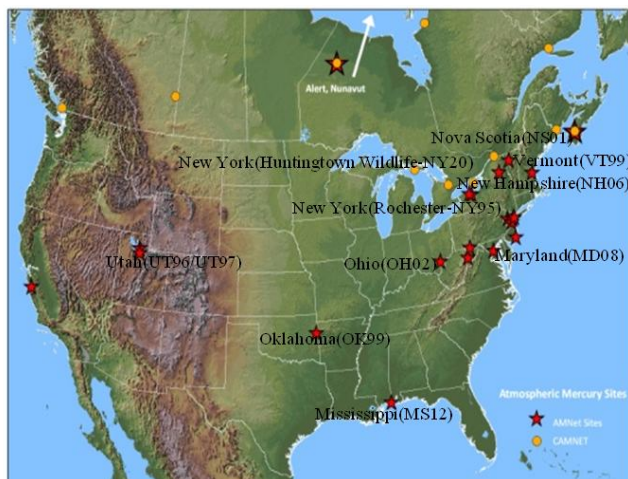 Alert, Nunavut
Nova Scotia(NS01)
New York(Huntingtown Wildlife-NY20)
Vermont(VT99)
New Hampshire(NH06)
New York(Rochester-NY95)
Utah(UT96/UT97)
Ohio(OH02)
Maryland(MD08)
Oklahoma(OK99)
Mississippi(MS12)
Atmospheric Mercury Sites
AMNet Sites
CAMNET